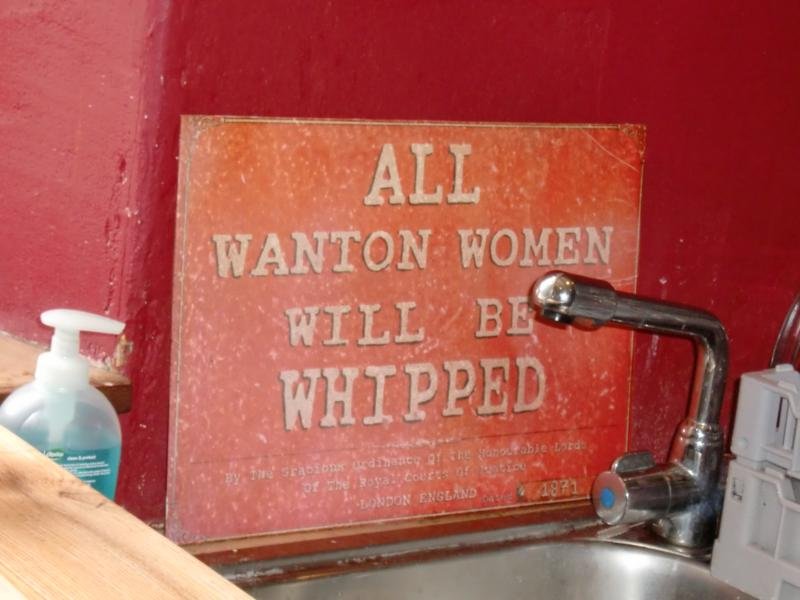 ALL
WANTON WOMEN
WILL BE
WHIPPED
By The Gracious Ordinance Of The Honourable Lords
Of The Royal Courts Of Justice
LONDON ENGLAND Dated 1871